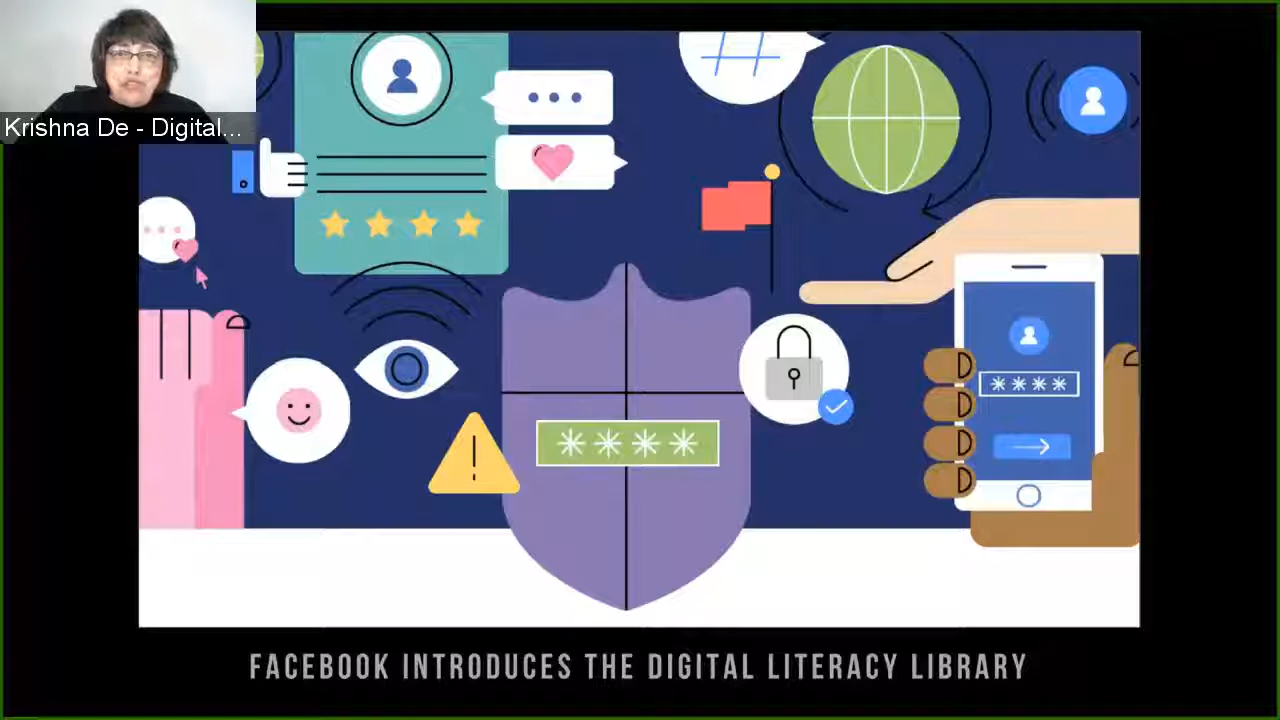 Krishna De - Digital...
FACEBOOK INTRODUCES THE DIGITAL LITERACY LIBRARY